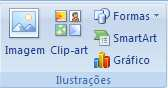 Imagem
Clip-art
Formas
SmartArt
Gráfico
Ilustrações